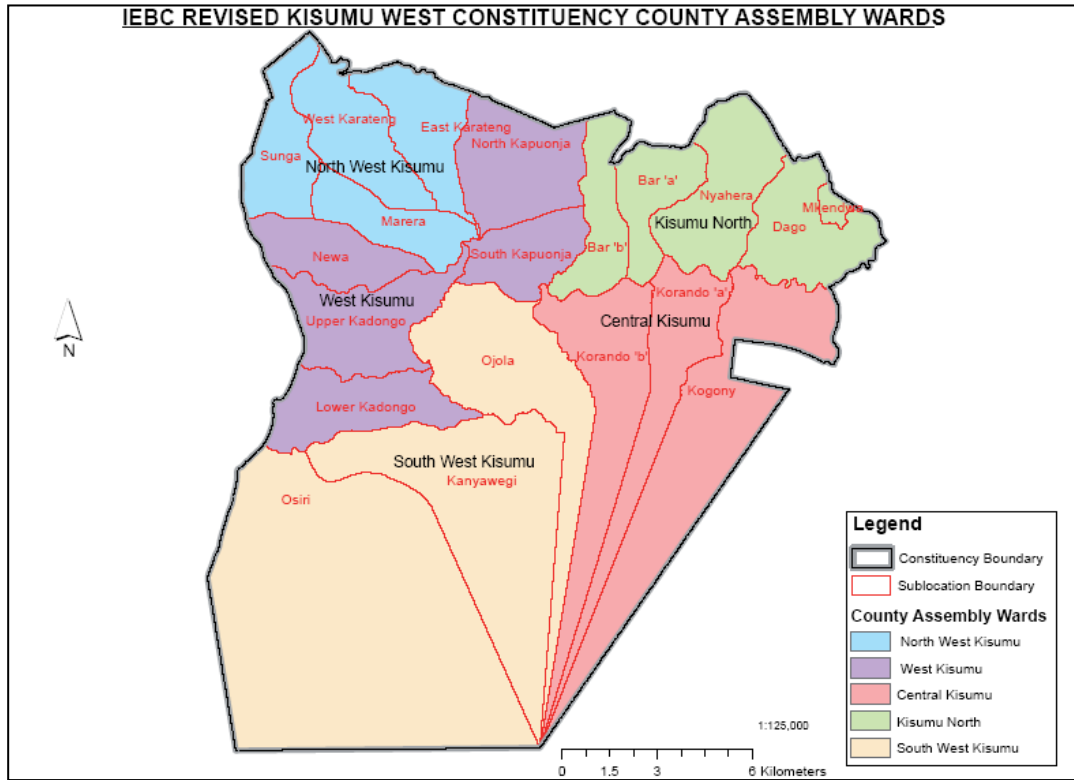 IEBC REVISED KISUMU WEST CONSTITUENCY COUNTY ASSEMBLY WARDS
West Karateng
East Karateng
North Kapuonja
Sunga
North West Kisumu
Bar 'a'
Nyahera
Mkendwa
Marera
Kisumu North
Dago
Newa
South Kapuonja
Bar 'b'
West Kisumu
Upper Kadongo
Korando 'a'
Central Kisumu
Ojola
Korando 'b'
Kogony
Lower Kadongo
South West Kisumu
Kanyawegi
Osiri
N
Legend
Constituency Boundary
Sublocation Boundary
County Assembly Wards
North West Kisumu
West Kisumu
Central Kisumu
Kisumu North
South West Kisumu
1:125,000
0 1.5 3 6 Kilometers